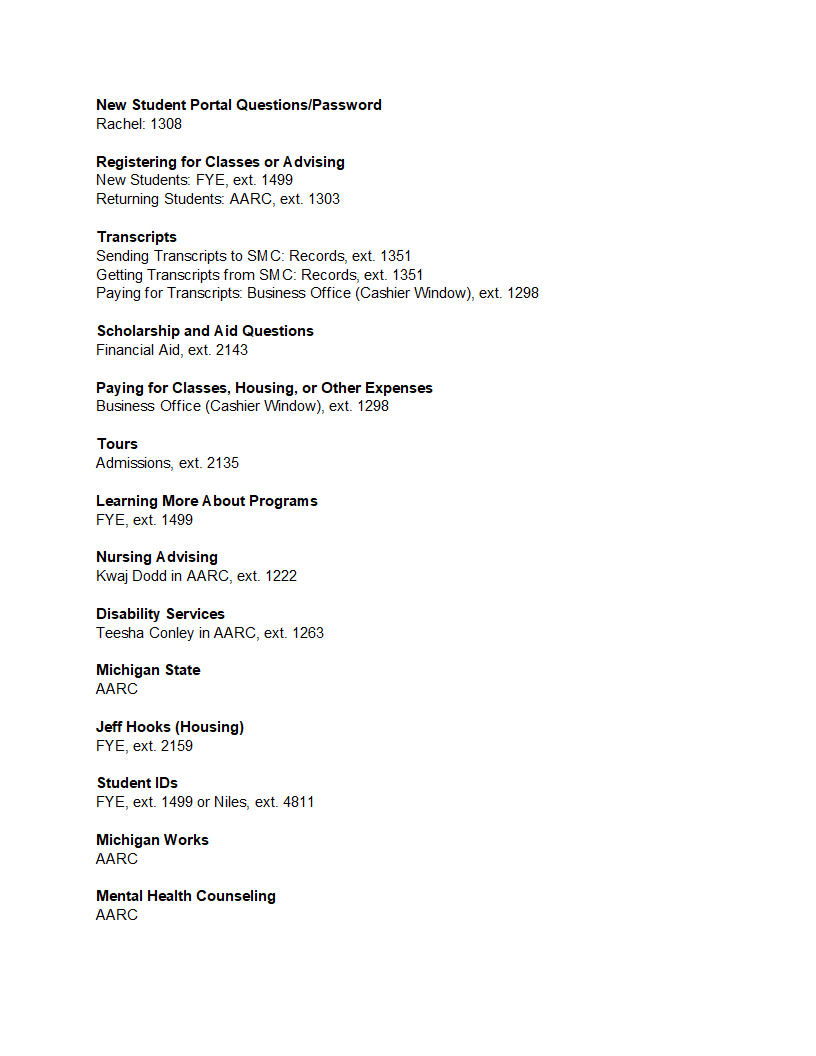 New Student Portal Questions/Password
Rachel: 1308
Registering for Classes or Advising
New Students: FYE, ext. 1499
Returning Students: AARC, ext. 1303
Transcripts
Sending Transcripts to SMC: Records, ext. 1351
Getting Transcripts from SMC: Records, ext. 1351
Paying for Transcripts: Business Office (Cashier Window), ext. 1298
Scholarship and Aid Questions
Financial Aid, ext. 2143
Paying for Classes, Housing, or Other Expenses
Business Office (Cashier Window), ext. 1298
Tours
Admissions, ext. 2135
Learning More About Programs
FYE, ext. 1499
Nursing Advising
Kwaj Dodd in AARC, ext. 1222
Disability Services
Teesha Conley in AARC, ext. 1263
Michigan State
AARC
Jeff Hooks (Housing)
FYE, ext. 2159
Student IDs
FYE, ext. 1499 or Niles, ext. 4811
Michigan Works
AARC
Mental Health Counseling
AARC